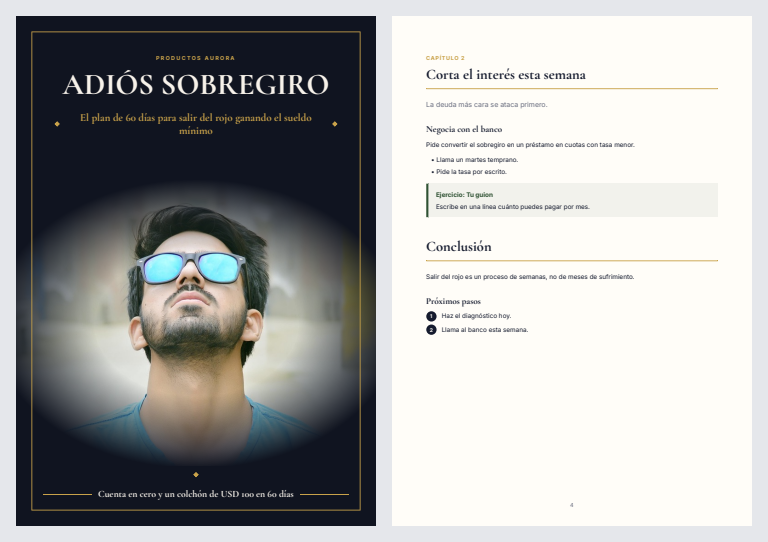 PRODUCTOS AURORA
ADIÓS SOBREGIRO
El plan de 60 días para salir del rojo ganando el sueldo
mínimo
Cuenta en cero y un colchón de USD 100 en 60 días
CAPÍTULO 2
Corta el interés esta semana
La deuda más cara se ataca primero.
Negocia con el banco
Pide convertir el sobregiro en un préstamo en cuotas con tasa menor.
• Llama un martes temprano.
• Pide la tasa por escrito.
Ejercicio: Tu guion
Escribe en una línea cuánto puedes pagar por mes.
Conclusión
Salir del rojo es un proceso de semanas, no de meses de sufrimiento.
Próximos pasos
1 Haz el diagnóstico hoy.
2 Llama al banco esta semana.
4